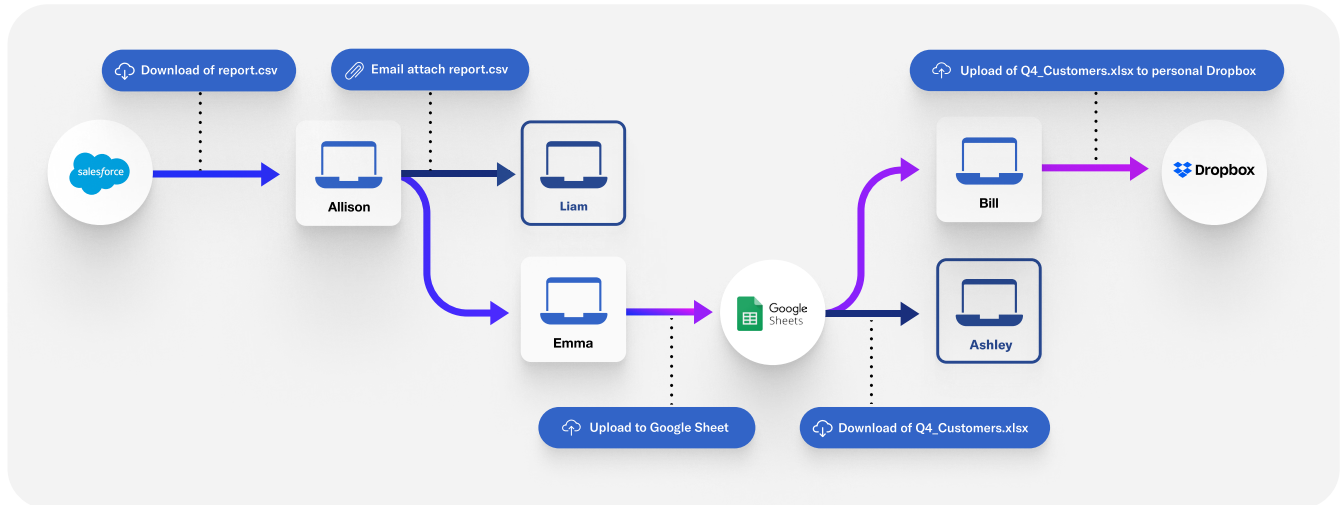 Download of report.csv
Email attach report.csv
Upload of Q4_Customers.xlsx to personal Dropbox
salesforce
Allison
Liam
Bill
Dropbox
Emma
Google
Sheets
Ashley
Upload to Google Sheet
Download of Q4_Customers.xlsx